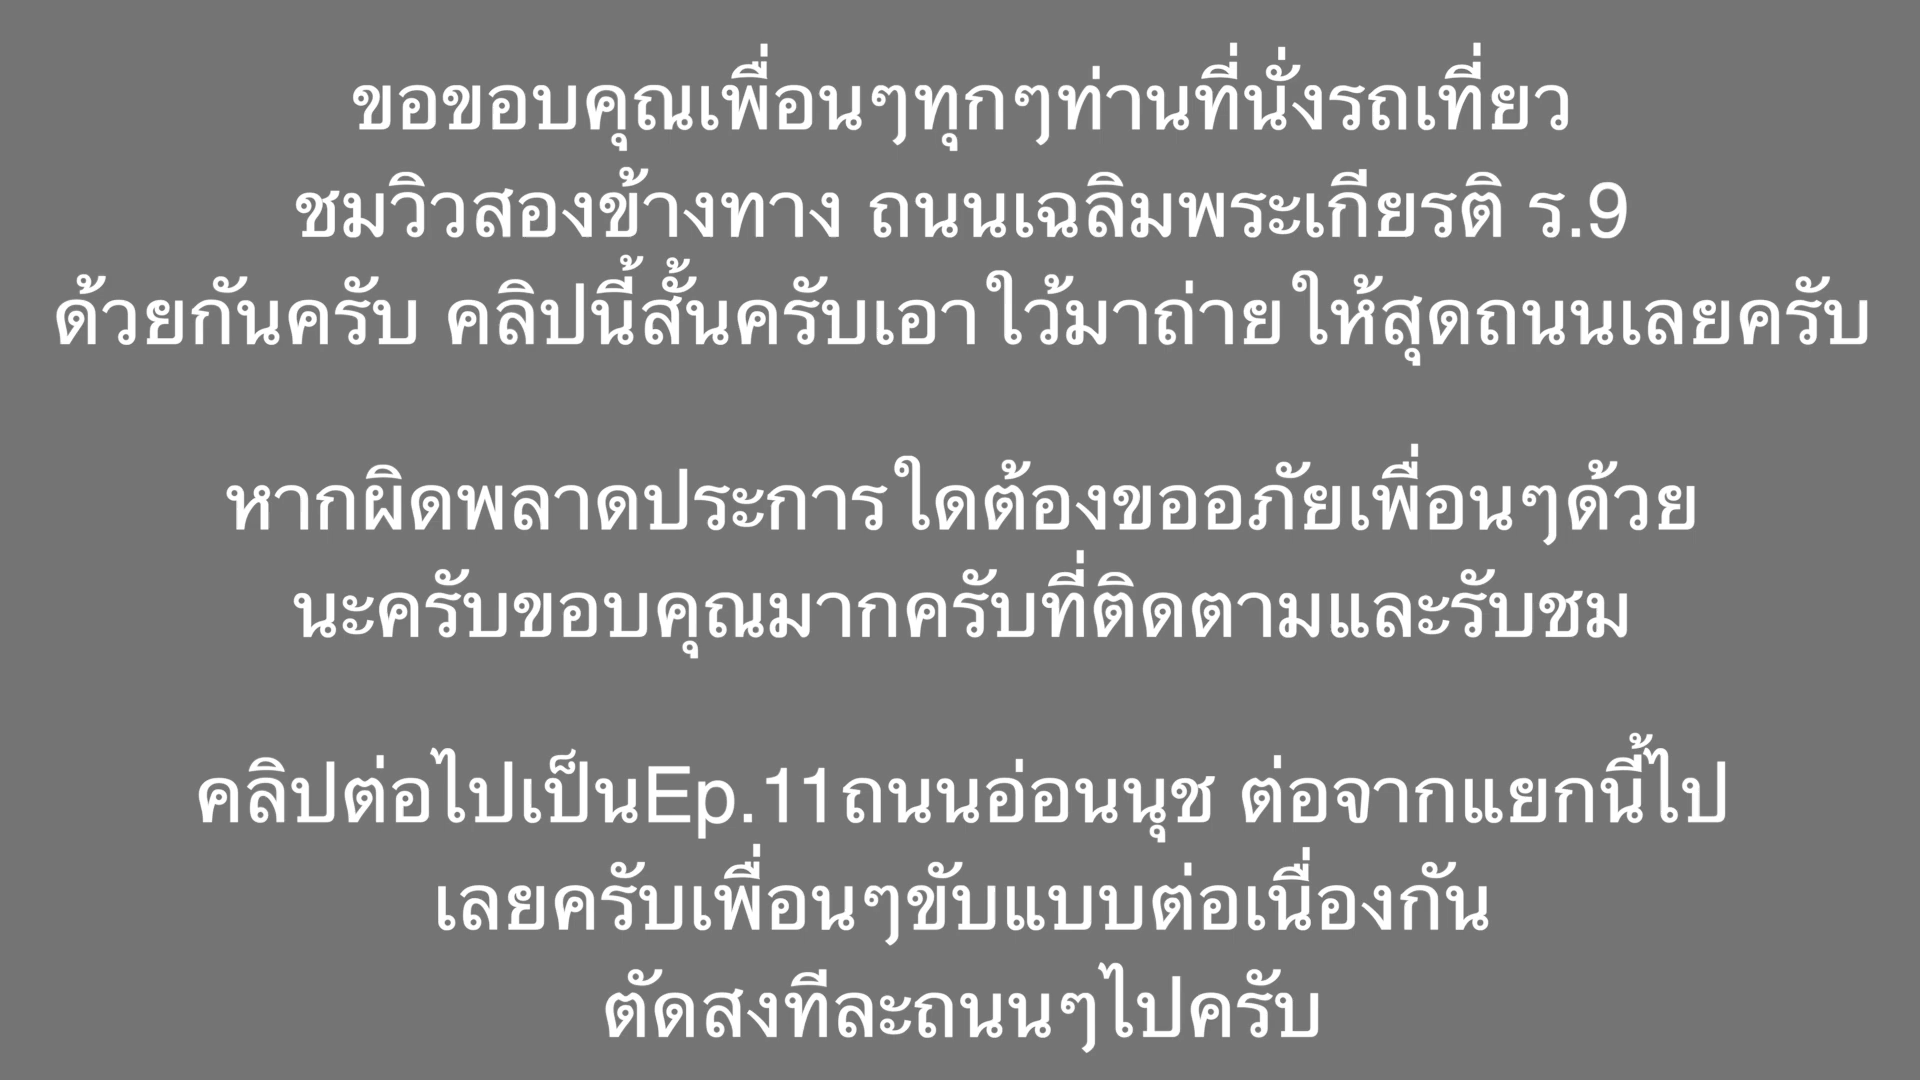 ขอขอบคุณเพื่อนๆทุกๆท่านที่นั่งรถเที่ยว
ชมวิวสองข้างทาง ถนนเฉลิมพระเกียรติ ร.9
ด้วยกันครับ คลิปนี้สั้นครับเอาใว้มาถ่ายให้สุดถนนเลยครับ
หากผิดพลาดประการใดต้องขออภัยเพื่อนๆด้วย
นะครับขอบคุณมากครับที่ติดตามและรับชม
คลิปต่อไปเป็นEp.11ถนนอ่อนนุช ต่อจากแยกนี้ไป
เลยครับเพื่อนๆขับแบบต่อเนื่องกัน
ตัดสงทีละถนนๆไปครับ